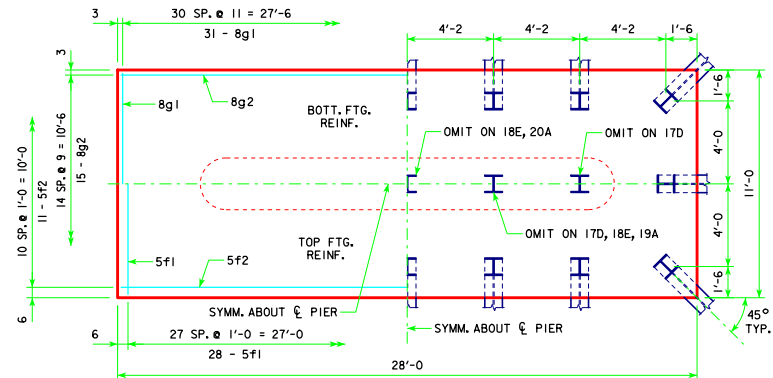 3
30 SP. @ 11 = 27'-6
31 - 8g1
4'-2
4'-2
4'-2
1'-6
3
8g1
8g2
BOTT. FTG.
REINF.
OMIT ON 18E, 20A
OMIT ON 17D
1'-6
4'-0
11'-0
4'-0
1'-6
10 SP. @ 1'-0 = 10'-0
11 - 5f2
14 SP. @ 9 = 10'-6
15 - 8g2
OMIT ON 17D, 18E, 19A
TOP FTG.
REINF.
5f1
5f2
6
SYMM. ABOUT ℄ PIER
SYMM. ABOUT ℄ PIER
45°
TYP.
6
27 SP. @ 1'-0 = 27'-0
28 - 5f1
28'-0